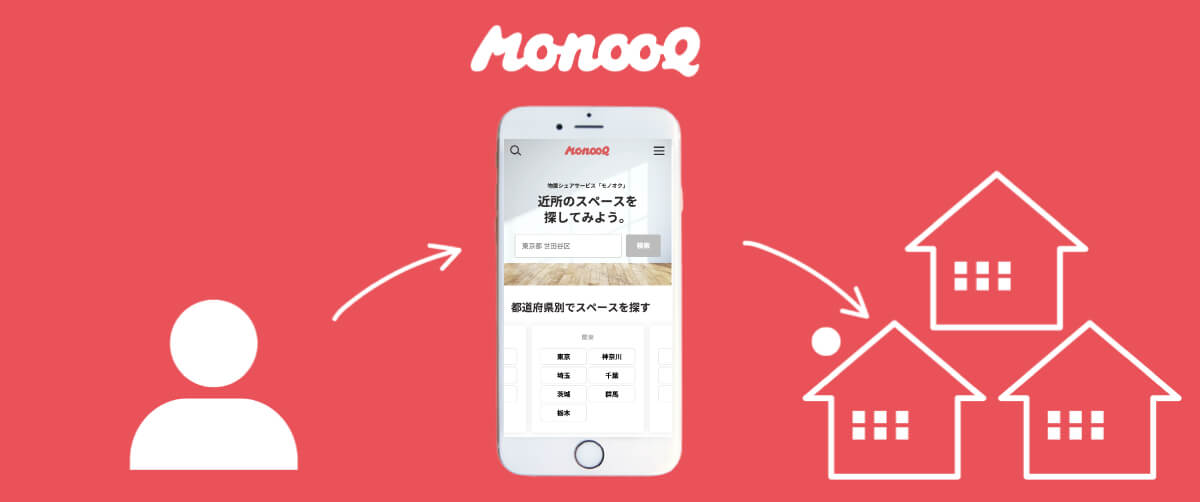 MonooQ
MonooQ
物置シェアサービス「モノオク」
近所のスペースを
探してみよう。
東京都 世田谷区
検索
都道府県別でスペースを探す
関東
東京 神奈川
埼玉 千葉
茨城 群馬
栃木